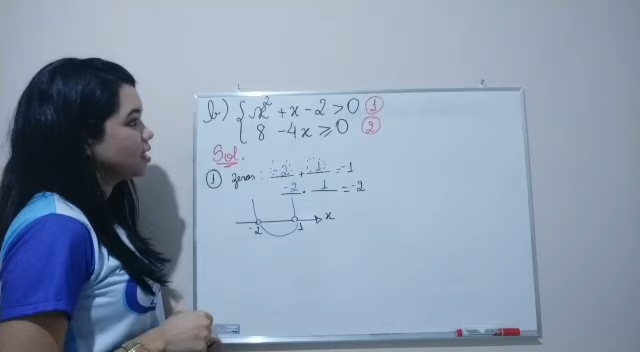 b) { x² + x - 2 > 0 ①
{ 8 - 4x ≥ 0 ②
Sol.
① zeros: -2 + 1 = -1
-2 . 1 = -2
-2 1 x